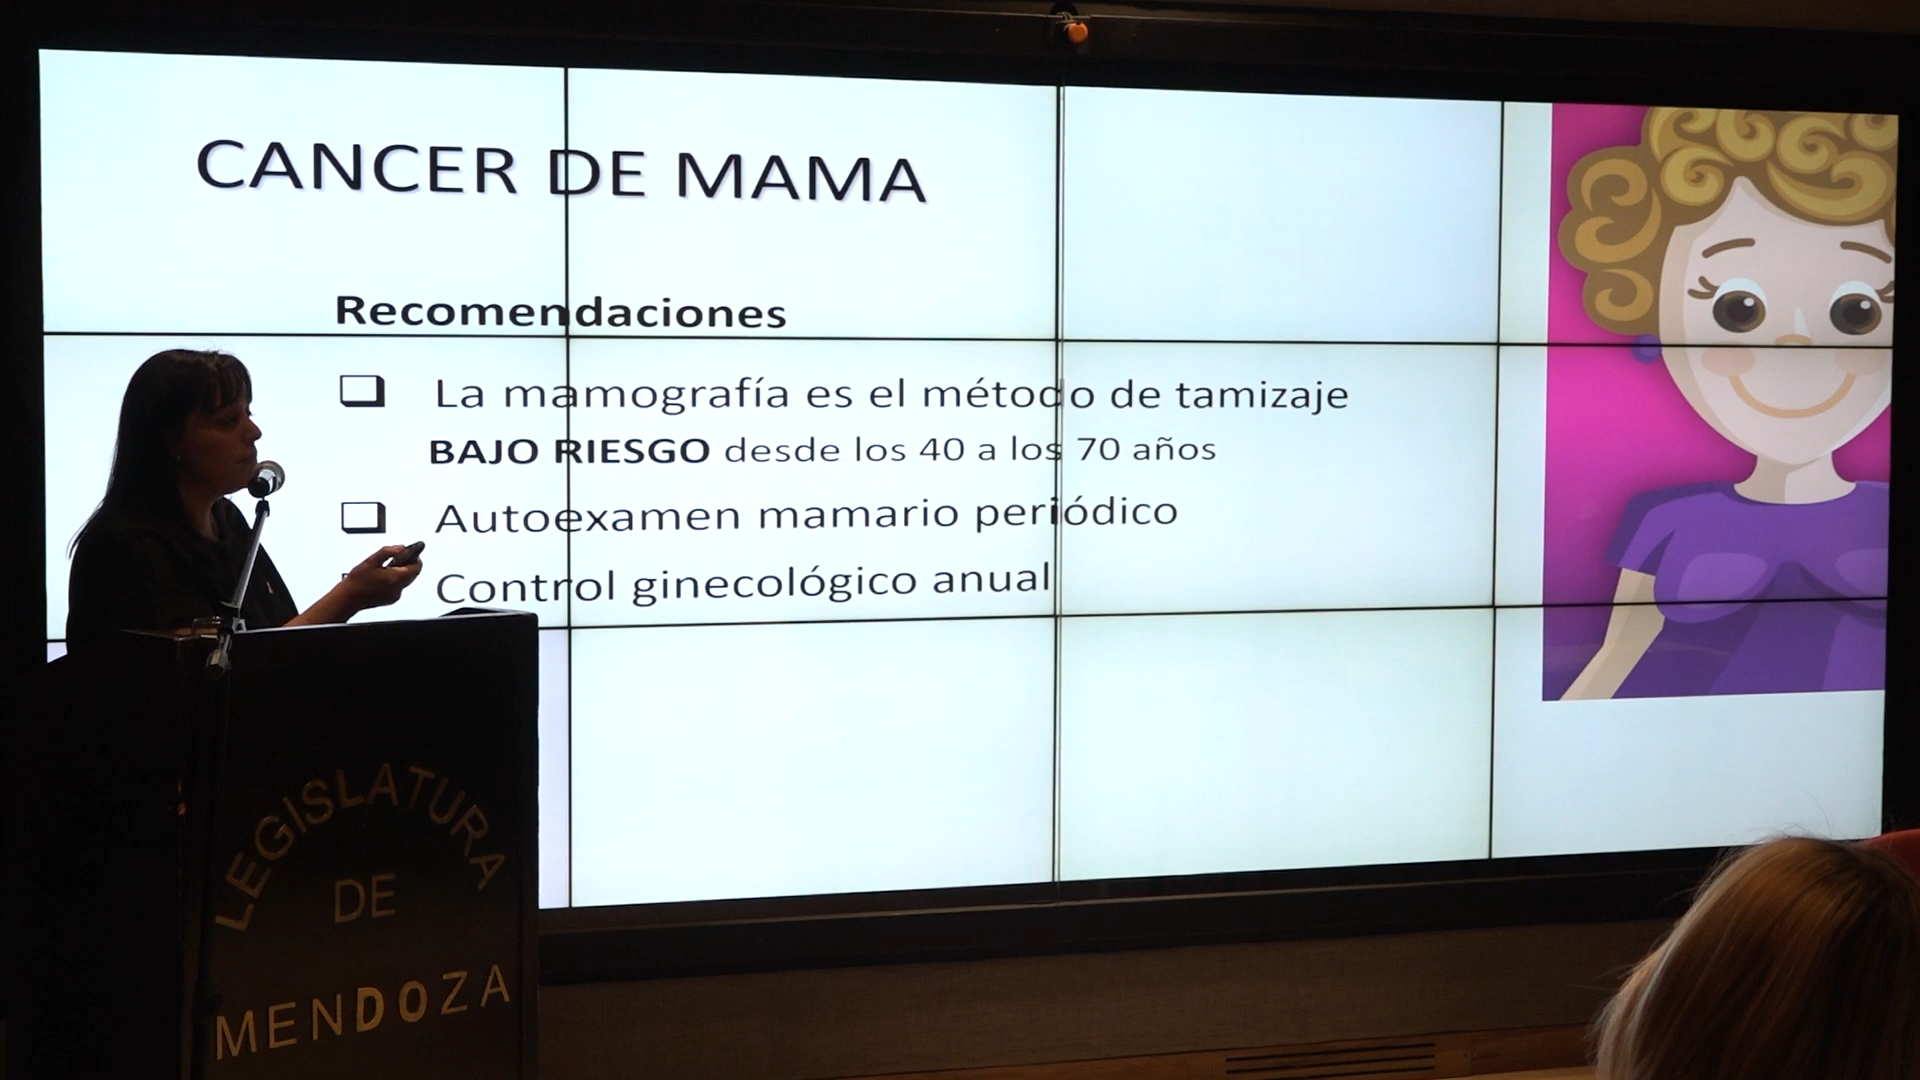 CANCER DE MAMA
Recomendaciones
La mamografía es el método de tamizaje
BAJO RIESGO desde los 40 a los 70 años
Autoexamen mamario periódico
Control ginecológico anual
LEGISLATURA
DE
MENDOZA